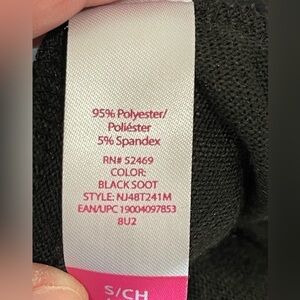 95% Polyester/
Poliéster
5% Spandex
RN# 52469
COLOR:
BLACK SOOT
STYLE: NJ48T241M
EAN/UPC 19004097853
8U2
S/CH